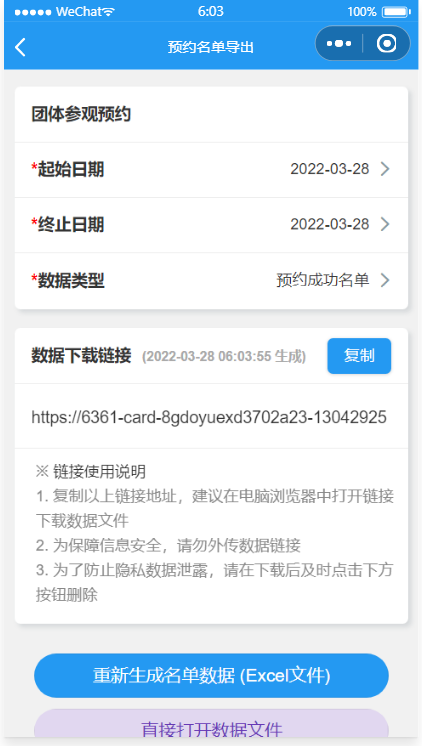 WeChat 6:03 100%
预约名单导出
团体参观预约
*起始日期 2022-03-28
*终止日期 2022-03-28
*数据类型 预约成功名单
数据下载链接 (2022-03-28 06:03:55 生成) 复制
https://6361-card-8gdoyuexd3702a23-13042925
※ 链接使用说明
1. 复制以上链接地址，建议在电脑浏览器中打开链接
下载数据文件
2. 为保障信息安全，请勿外传数据链接
3. 为了防止隐私数据泄露，请在下载后及时点击下方
按钮删除
重新生成名单数据 (Excel文件)
直接打开数据文件